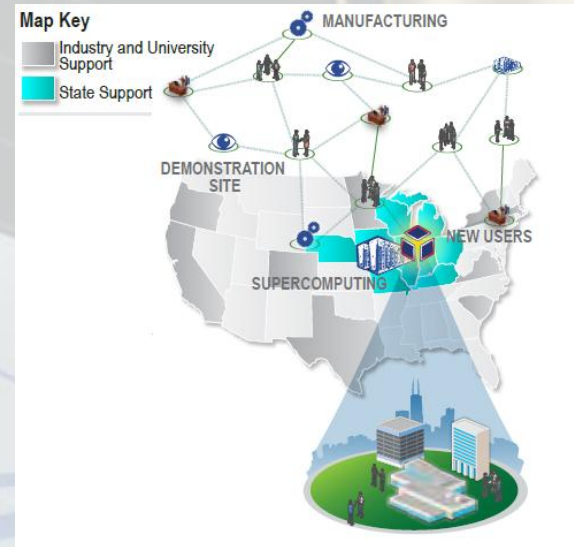 Map Key
Industry and University
Support
State Support
MANUFACTURING
DEMONSTRATION
SITE
NEW USERS
SUPERCOMPUTING